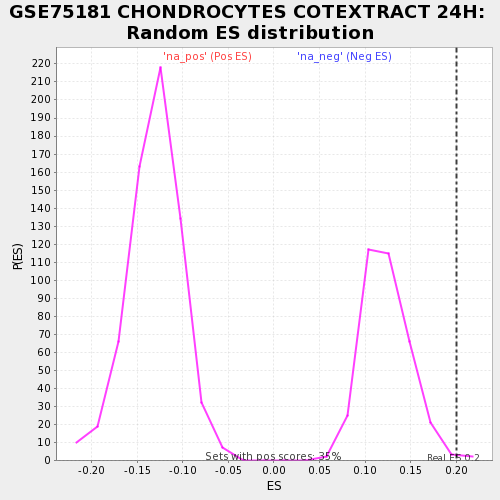 GSE75181 CHONDROCYTES COTEXTRACT 24H:
Random ES distribution
'na_pos' (Pos ES) 'na_neg' (Neg ES)
220
210
200
190
180
170
160
150
140
130
120
110
100
90
80
70
60
50
40
30
20
10
0
P(ES)
Sets with pos scores: 35%
Real ES 0.2
-0.20 -0.15 -0.10 -0.05 0.00 0.05 0.10 0.15 0.20
ES